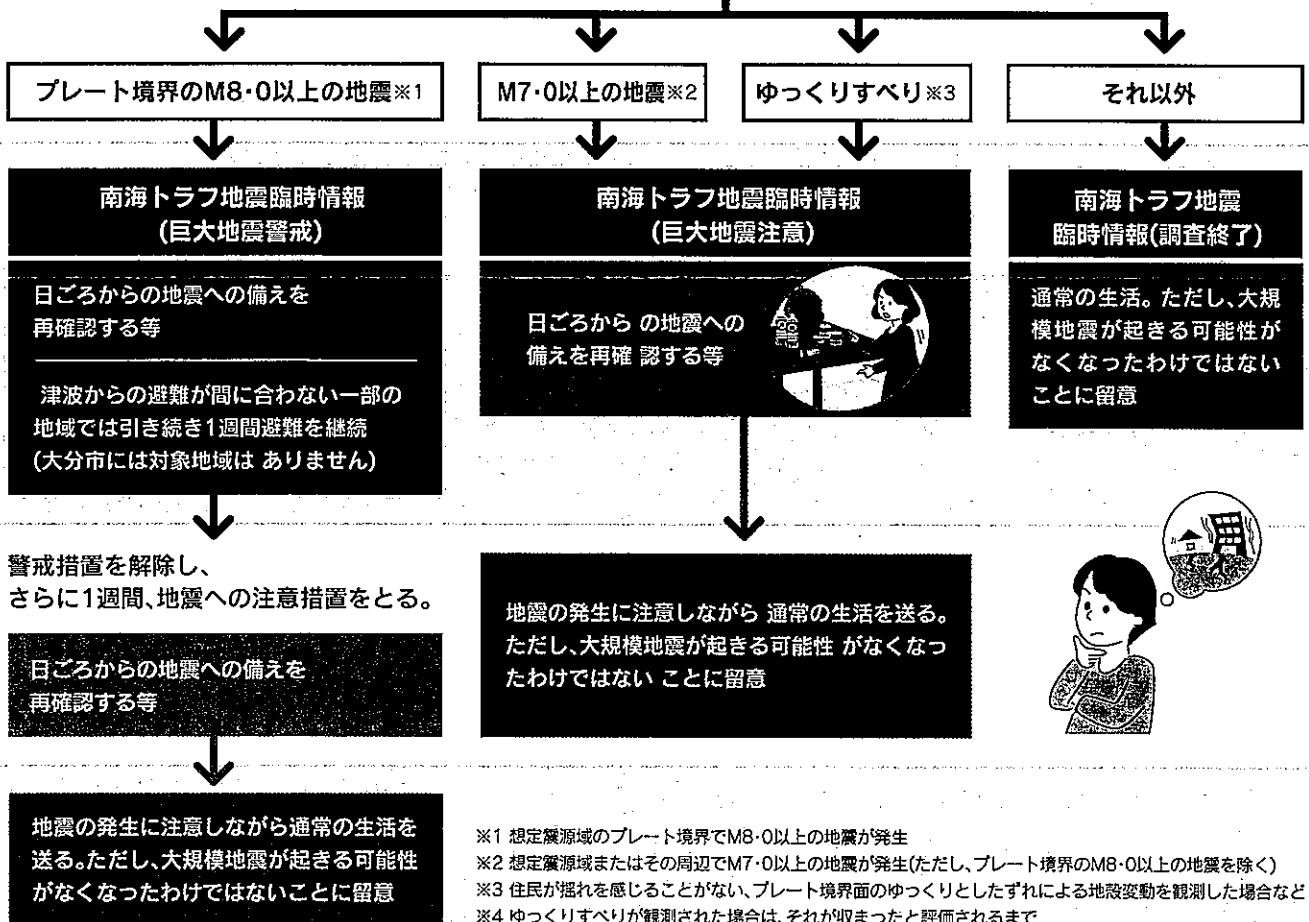 プレート境界のM8・0以上の地震※1
M7・0以上の地震※2
ゆっくりすべり※3
それ以外
南海トラフ地震臨時情報
(巨大地震警戒)
日ごろからの地震への備えを
再確認する等
津波からの避難が間に合わない一部の
地域では引き続き1週間避難を継続
(大分市には対象地域は ありません)
警戒措置を解除し、
さらに1週間、地震への注意措置をとる。
日ごろからの地震への備えを
再確認する等
地震の発生に注意しながら通常の生活を
送る。ただし、大規模地震が起きる可能性
がなくなったわけではないことに留意
南海トラフ地震臨時情報
(巨大地震注意)
日ごろから の地震への
備えを再確 認する等
地震の発生に注意しながら 通常の生活を送る。
ただし、大規模地震が起きる可能性 がなくなっ
たわけではない ことに留意
南海トラフ地震
臨時情報(調査終了)
通常の生活。ただし、大規
模地震が起きる可能性が
なくなったわけではない
ことに留意
※1 想定震源域のプレート境界でM8・0以上の地震が発生
※2 想定震源域またはその周辺でM7・0以上の地震が発生(ただし、プレート境界のM8・0以上の地震を除く)
※3 住民が揺れを感じることがない、プレート境界面のゆっくりとしたずれによる地殻変動を観測した場合など
※4 ゆっくりすべりが観測された場合は、それが収まったと評価されるまで